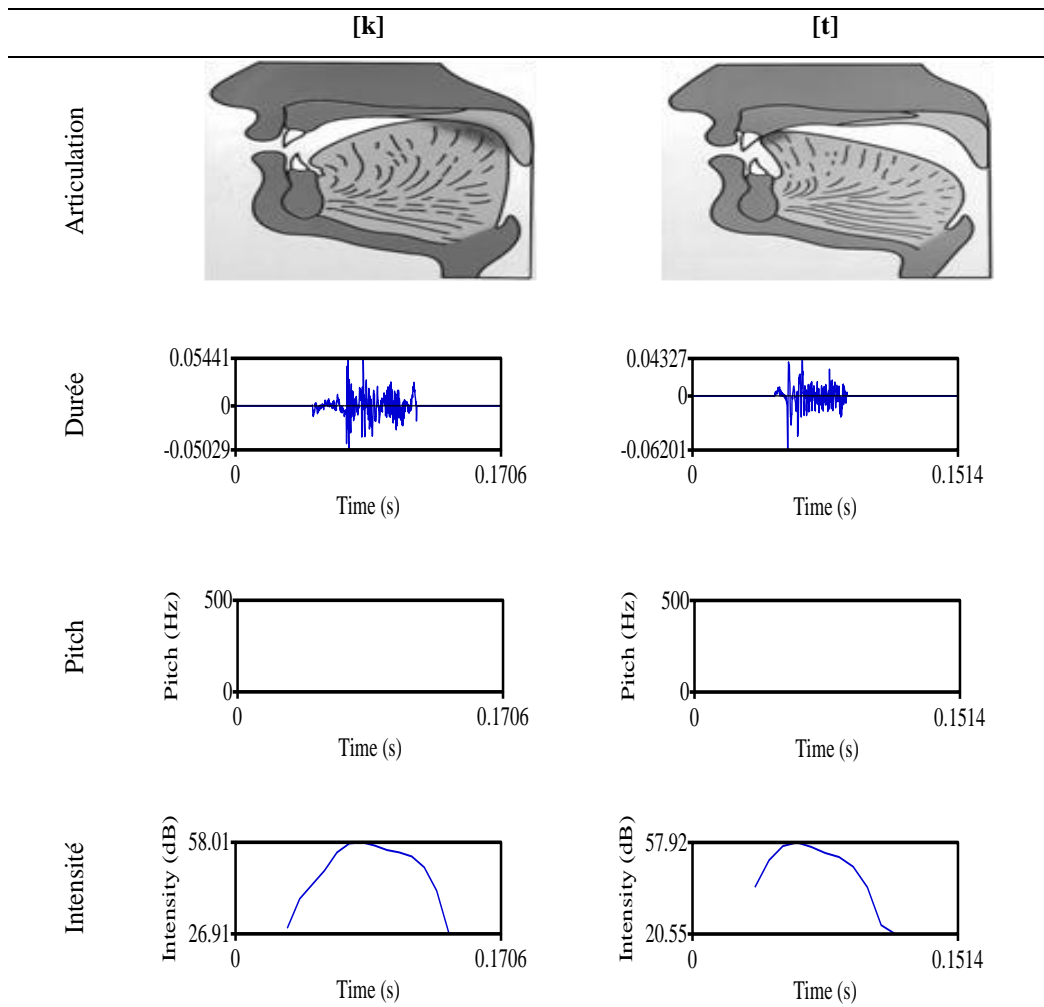 [k] [t]
Articulation
Durée
0.05441
0
-0.05029
0 0.1706
Time (s)
0.04327
0
-0.06201
0 0.1514
Time (s)
Pitch
Pitch (Hz)
500
0
0 0.1706
Time (s)
Pitch (Hz)
500
0
0 0.1514
Time (s)
Intensité
Intensity (dB)
58.01
26.91
0 0.1706
Time (s)
Intensity (dB)
57.92
20.55
0 0.1514
Time (s)